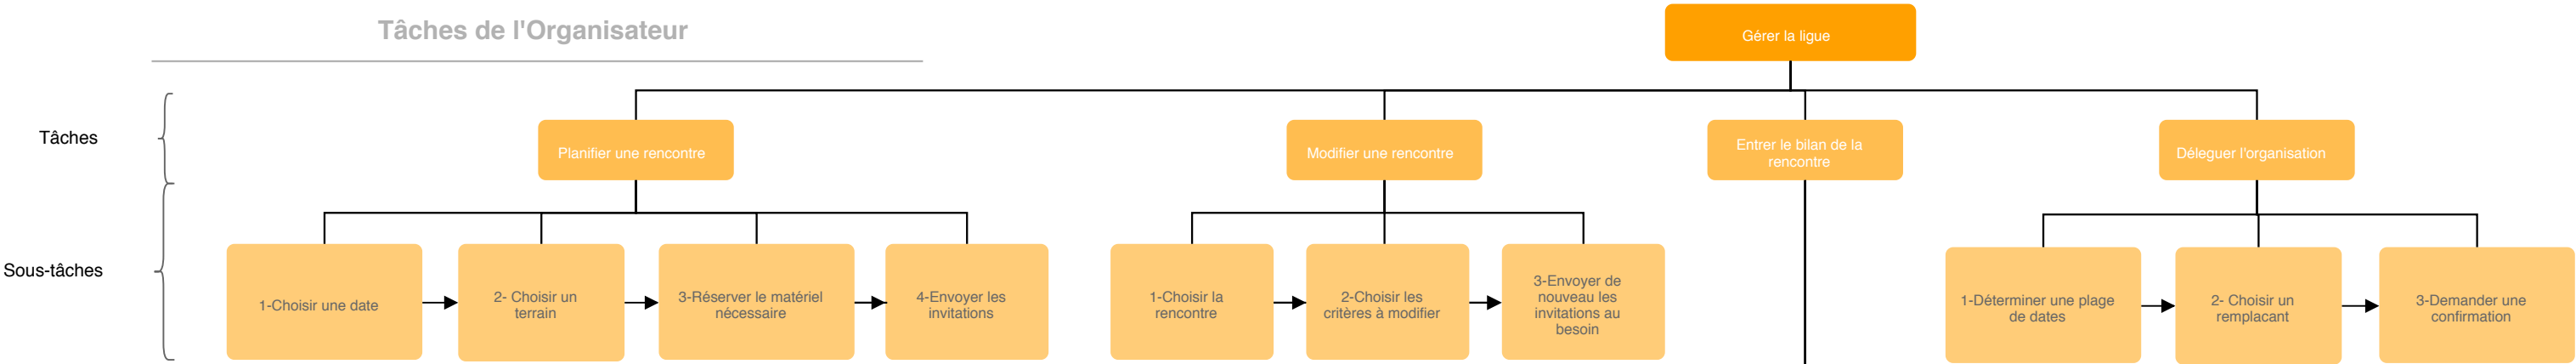 Tâches de l'Organisateur
Gérer la ligue
Tâches
Planifier une rencontre
Modifier une rencontre
Entrer le bilan de la
rencontre
Déleguer l'organisation
Sous-tâches
1-Choisir une date
2- Choisir un
terrain
3-Réserver le matériel
nécessaire
4-Envoyer les
invitations
1-Choisir la
rencontre
2-Choisir les
critères à modifier
3-Envoyer de
nouveau les
invitations au
besoin
1-Déterminer une plage
de dates
2- Choisir un
remplacant
3-Demander une
confirmation